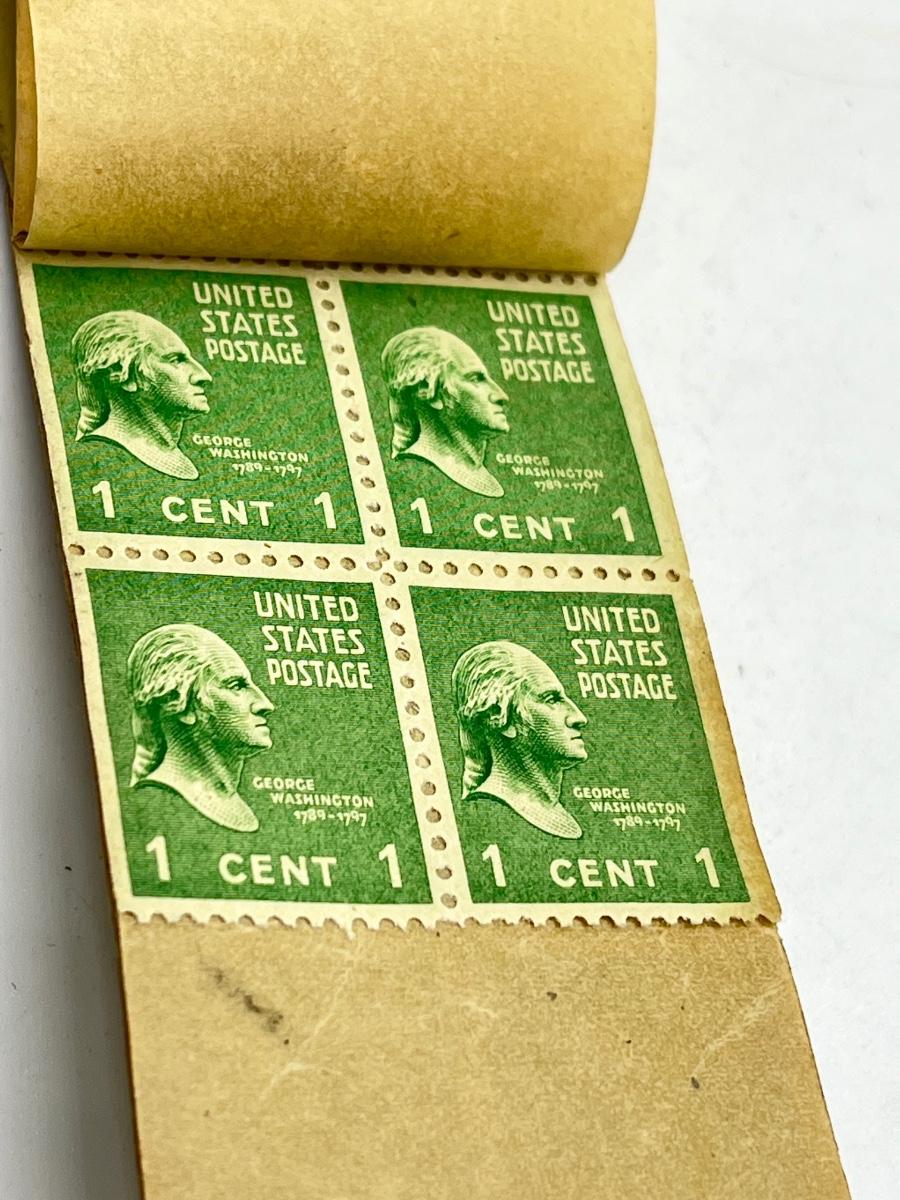 UNITED
STATES
POSTAGE
GEORGE
WASHINGTON
1789-1797
1 CENT 1
UNITED
STATES
POSTAGE
GEORGE
WASHINGTON
1789-1797
1 CENT 1
UNITED
STATES
POSTAGE
GEORGE
WASHINGTON
1789-1797
1 CENT 1
UNITED
STATES
POSTAGE
GEORGE
WASHINGTON
1789-1797
1 CENT 1